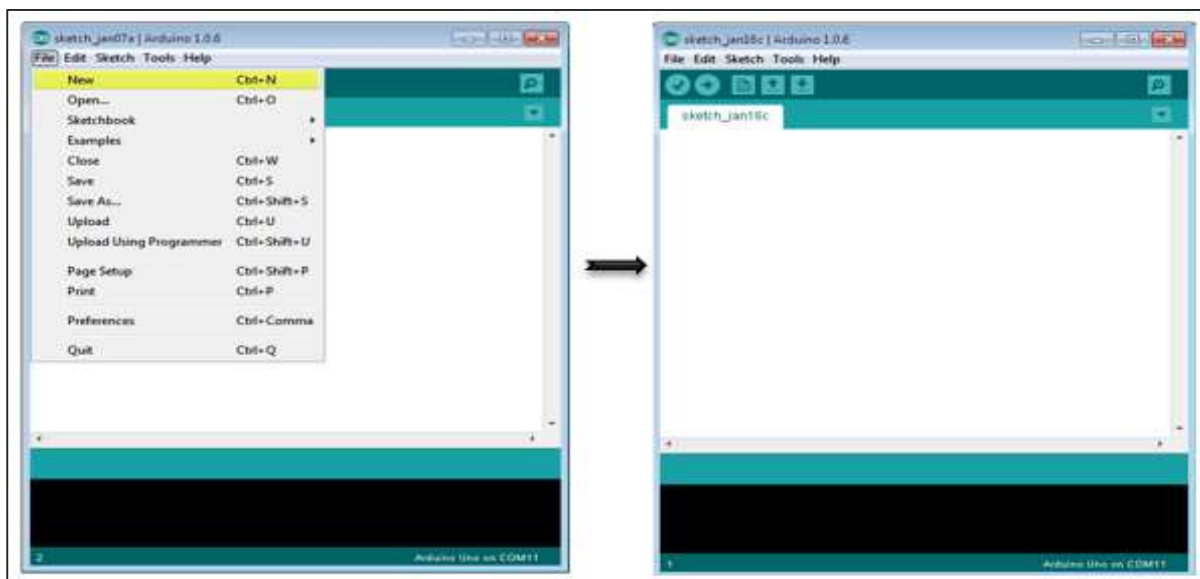 sketch_jan07a | Arduino 1.0.6
File Edit Sketch Tools Help
New Ctrl+N
Open... Ctrl+O
Sketchbook
Examples
Close Ctrl+W
Save Ctrl+S
Save As... Ctrl+Shift+S
Upload Ctrl+U
Upload Using Programmer Ctrl+Shift+U
Page Setup Ctrl+Shift+P
Print Ctrl+P
Preferences Ctrl+Comma
Quit Ctrl+Q
2
Arduino Uno on COM11
sketch_jan16c | Arduino 1.0.6
File Edit Sketch Tools Help
sketch_jan16c
1
Arduino Uno on COM11